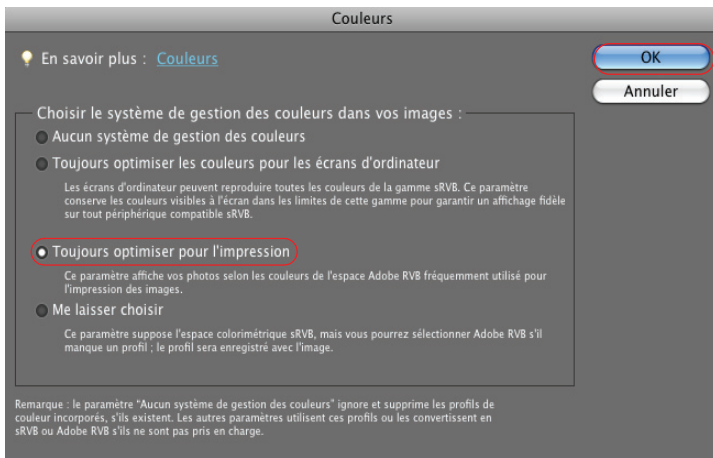 Couleurs
En savoir plus : Couleurs
OK
Annuler
Choisir le système de gestion des couleurs dans vos images :
Aucun système de gestion des couleurs
Toujours optimiser les couleurs pour les écrans d'ordinateur
Les écrans d'ordinateur peuvent reproduire toutes les couleurs de la gamme sRVB. Ce paramètre
conserve les couleurs visibles à l'écran dans les limites de cette gamme pour garantir un affichage fidèle
sur tout périphérique compatible sRVB.
Toujours optimiser pour l'impression
Ce paramètre affiche vos photos selon les couleurs de l'espace Adobe RVB fréquemment utilisé pour
l'impression des images.
Me laisser choisir
Ce paramètre suppose l'espace colorimétrique sRVB, mais vous pourrez sélectionner Adobe RVB s'il
manque un profil ; le profil sera enregistré avec l'image.
Remarque : le paramètre "Aucun système de gestion des couleurs" ignore et supprime les profils de
couleur incorporés, s'ils existent. Les autres paramètres utilisent ces profils ou les convertissent en
sRVB ou Adobe RVB s'ils ne sont pas pris en charge.